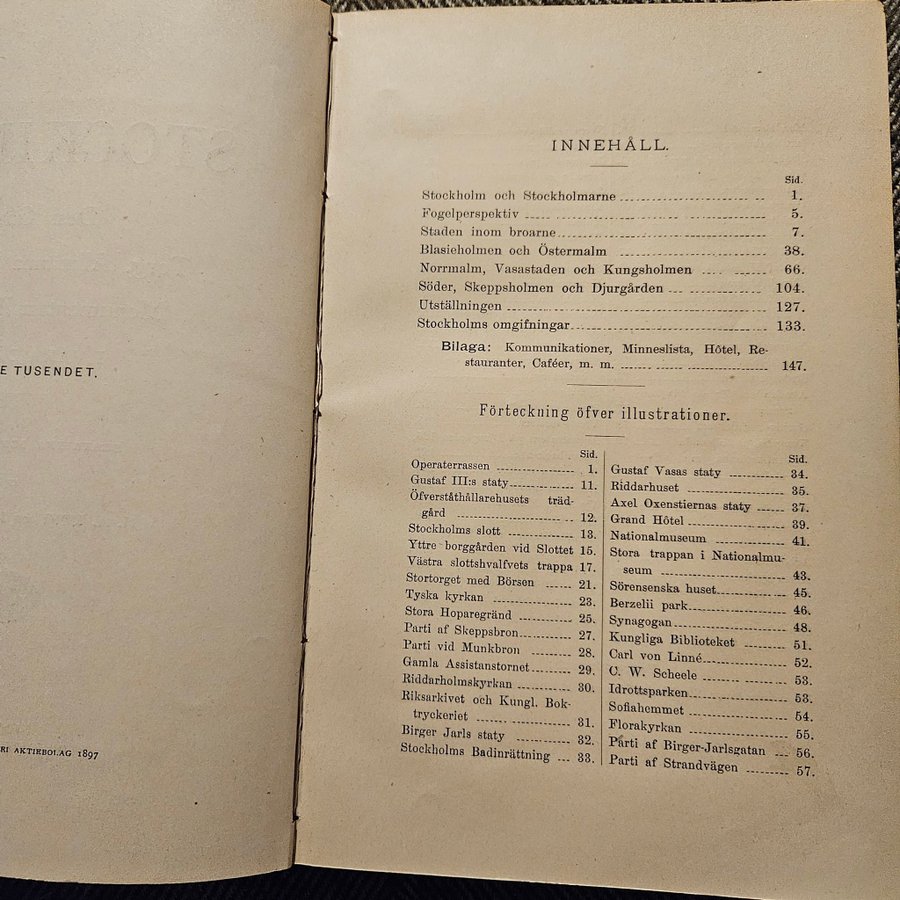 E TUSENDET.
RI AKTIEBOLAG 1897
INNEHÅLL.
Sid.
Stockholm och Stockholmarne 1.
Fogelperspektiv 5.
Staden inom broarne 7.
Blasieholmen och Östermalm 38.
Norrmalm, Vasastaden och Kungsholmen 66.
Söder, Skeppsholmen och Djurgården 104.
Utställningen 127.
Stockholms omgifningar 133.
Bilaga: Kommunikationer, Minneslista, Hôtel, Re-
stauranter, Caféer, m. m. 147.
Förteckning öfver illustrationer.
Sid.
Operaterrassen 1.
Gustaf III:s staty 11.
Öfverståthållarehusets träd-
gård 12.
Stockholms slott 13.
Yttre borggården vid Slottet 15.
Västra slottshvalfvets trappa 17.
Stortorget med Börsen 21.
Tyska kyrkan 23.
Stora Hoparegränd 25.
Parti af Skeppsbron 27.
Parti vid Munkbron 28.
Gamla Assistanstornet 29.
Riddarholmskyrkan 30.
Riksarkivet och Kungl. Bok-
tryckeriet 31.
Birger Jarls staty 32.
Stockholms Badinrättning 33.
Sid.
Gustaf Vasas staty 34.
Riddarhuset 35.
Axel Oxenstiernas staty 37.
Grand Hôtel 39.
Nationalmuseum 41.
Stora trappan i Nationalmu-
seum 43.
Sörensenska huset 45.
Berzelii park 46.
Synagogan 48.
Kungliga Biblioteket 51.
Carl von Linné 52.
C. W. Scheele 53.
Idrottsparken 53.
Sofiahemmet 54.
Florakyrkan 55.
Parti af Birger-Jarlsgatan 56.
Parti af Strandvägen 57.